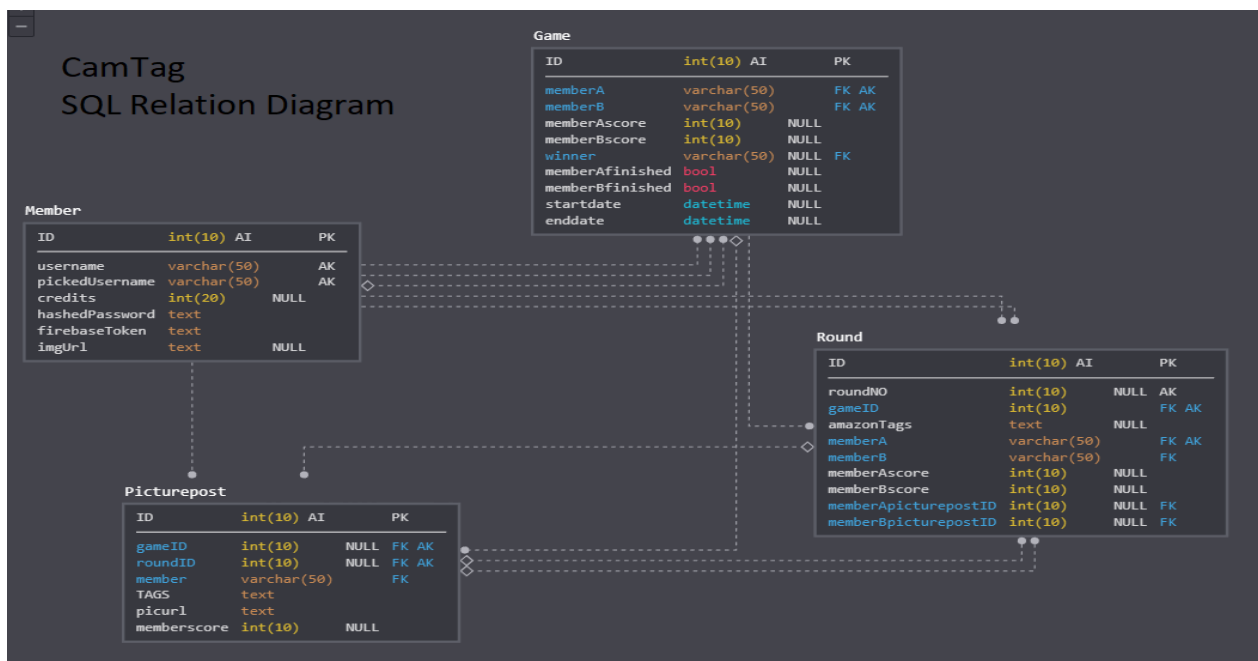 CamTag
SQL Relation Diagram
Game
ID int(10) AI PK
memberA varchar(50) FK AK
memberB varchar(50) FK AK
memberAscore int(10) NULL
memberBscore int(10) NULL
winner varchar(50) NULL FK
memberAfinished bool NULL
memberBfinished bool NULL
startdate datetime NULL
enddate datetime NULL
Member
ID int(10) AI PK
username varchar(50) AK
pickedUsername varchar(50) AK
credits int(20) NULL
hashedPassword text
firebaseToken text
imgUrl text NULL
Round
ID int(10) AI PK
roundNO int(10) NULL AK
gameID int(10) FK AK
amazonTags text NULL
memberA varchar(50) FK AK
memberB varchar(50) FK
memberAscore int(10) NULL
memberBscore int(10) NULL
memberApicturepostID int(10) NULL FK
memberBpicturepostID int(10) NULL FK
Picturepost
ID int(10) AI PK
gameID int(10) NULL FK AK
roundID int(10) NULL FK AK
member varchar(50) FK
TAGS text
picurl text
memberscore int(10) NULL